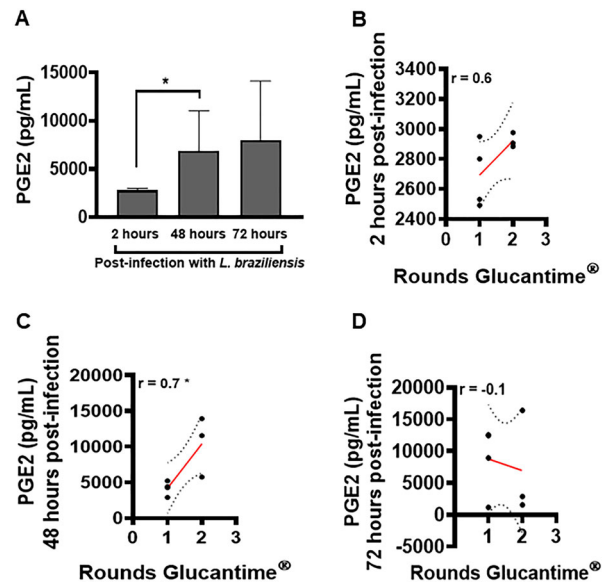 A
PGE2 (pg/mL)
15000
10000
5000
0
*
2 hours 48 hours 72 hours
Post-infection with L. braziliensis
B
PGE2 (pg/mL)
2 hours post-infection
3400
3200
3000
2800
2600
2400
r = 0.6
0 1 2 3
Rounds Glucantime®
C
PGE2 (pg/mL)
48 hours post-infection
20000
15000
10000
5000
0
r = 0.7 *
0 1 2 3
Rounds Glucantime®
D
PGE2 (pg/mL)
72 hours post-infection
20000
15000
10000
5000
0
-5000
r = -0.1
1 2 3
Rounds Glucantime®